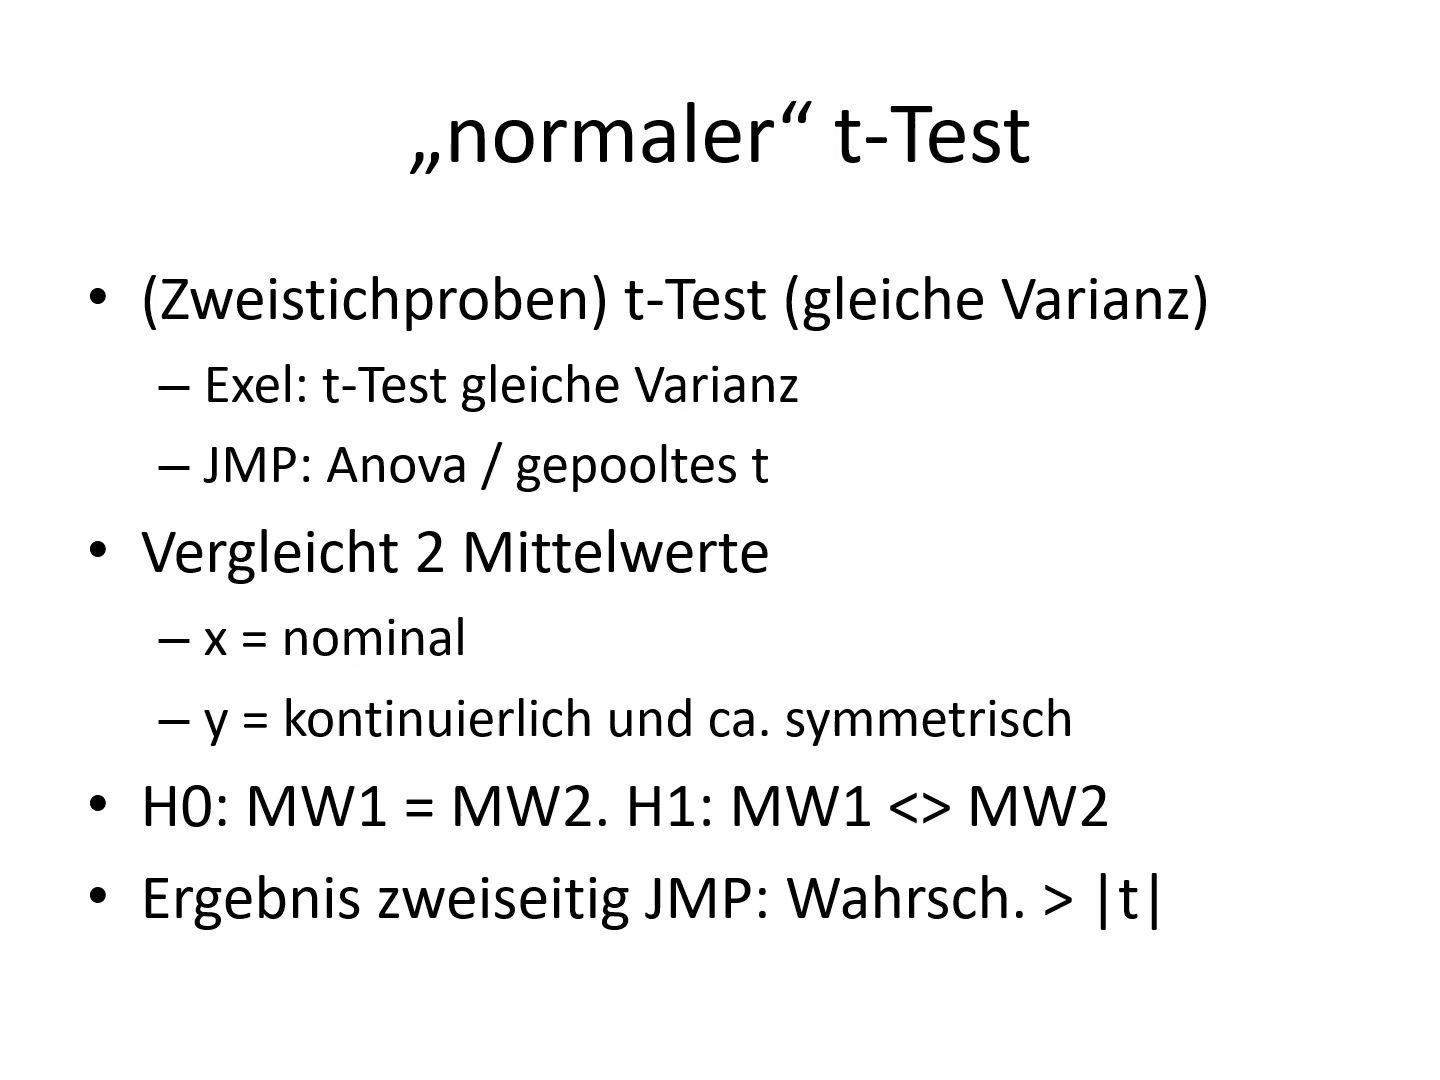 „normaler“ t-Test
• (Zweistichproben) t-Test (gleiche Varianz)
– Exel: t-Test gleiche Varianz
– JMP: Anova / gepooltes t
• Vergleicht 2 Mittelwerte
– x = nominal
– y = kontinuierlich und ca. symmetrisch
• H0: MW1 = MW2. H1: MW1 <> MW2
• Ergebnis zweiseitig JMP: Wahrsch. > |t|